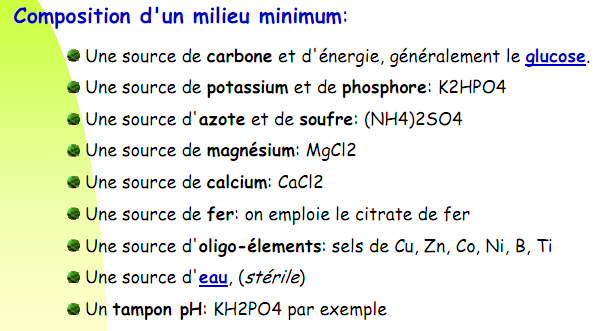 Composition d'un milieu minimum:
Une source de carbone et d'énergie, généralement le glucose.
Une source de potassium et de phosphore: K2HPO4
Une source d'azote et de soufre: (NH4)2SO4
Une source de magnésium: MgCl2
Une source de calcium: CaCl2
Une source de fer: on emploie le citrate de fer
Une source d'oligo-élements: sels de Cu, Zn, Co, Ni, B, Ti
Une source d'eau, (stérile)
Un tampon pH: KH2PO4 par exemple